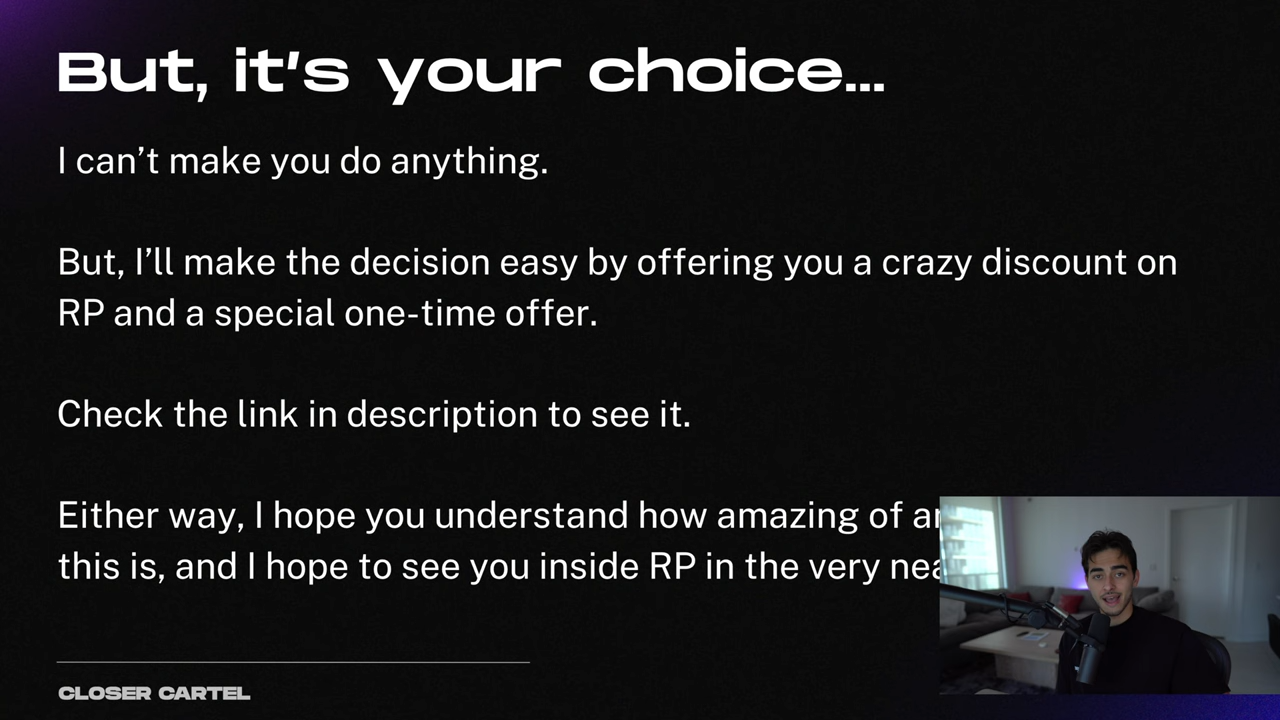 But, it's your choice...
I can't make you do anything.
But, I'll make the decision easy by offering you a crazy discount on
RP and a special one-time offer.
Check the link in description to see it.
Either way, I hope you understand how amazing of
this is, and I hope to see you inside RP in the very
CLOSER CARTEL